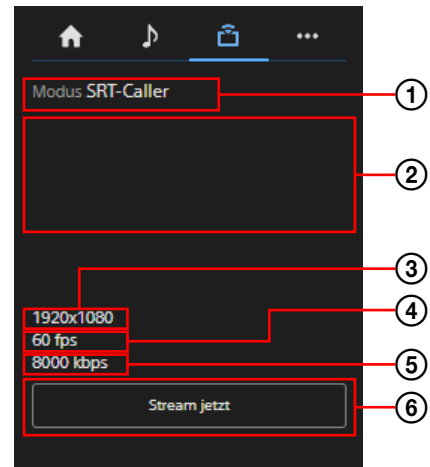 Modus SRT-Caller
1
2
3
1920x1080
4
60 fps
8000 kbps
5
Stream jetzt
6